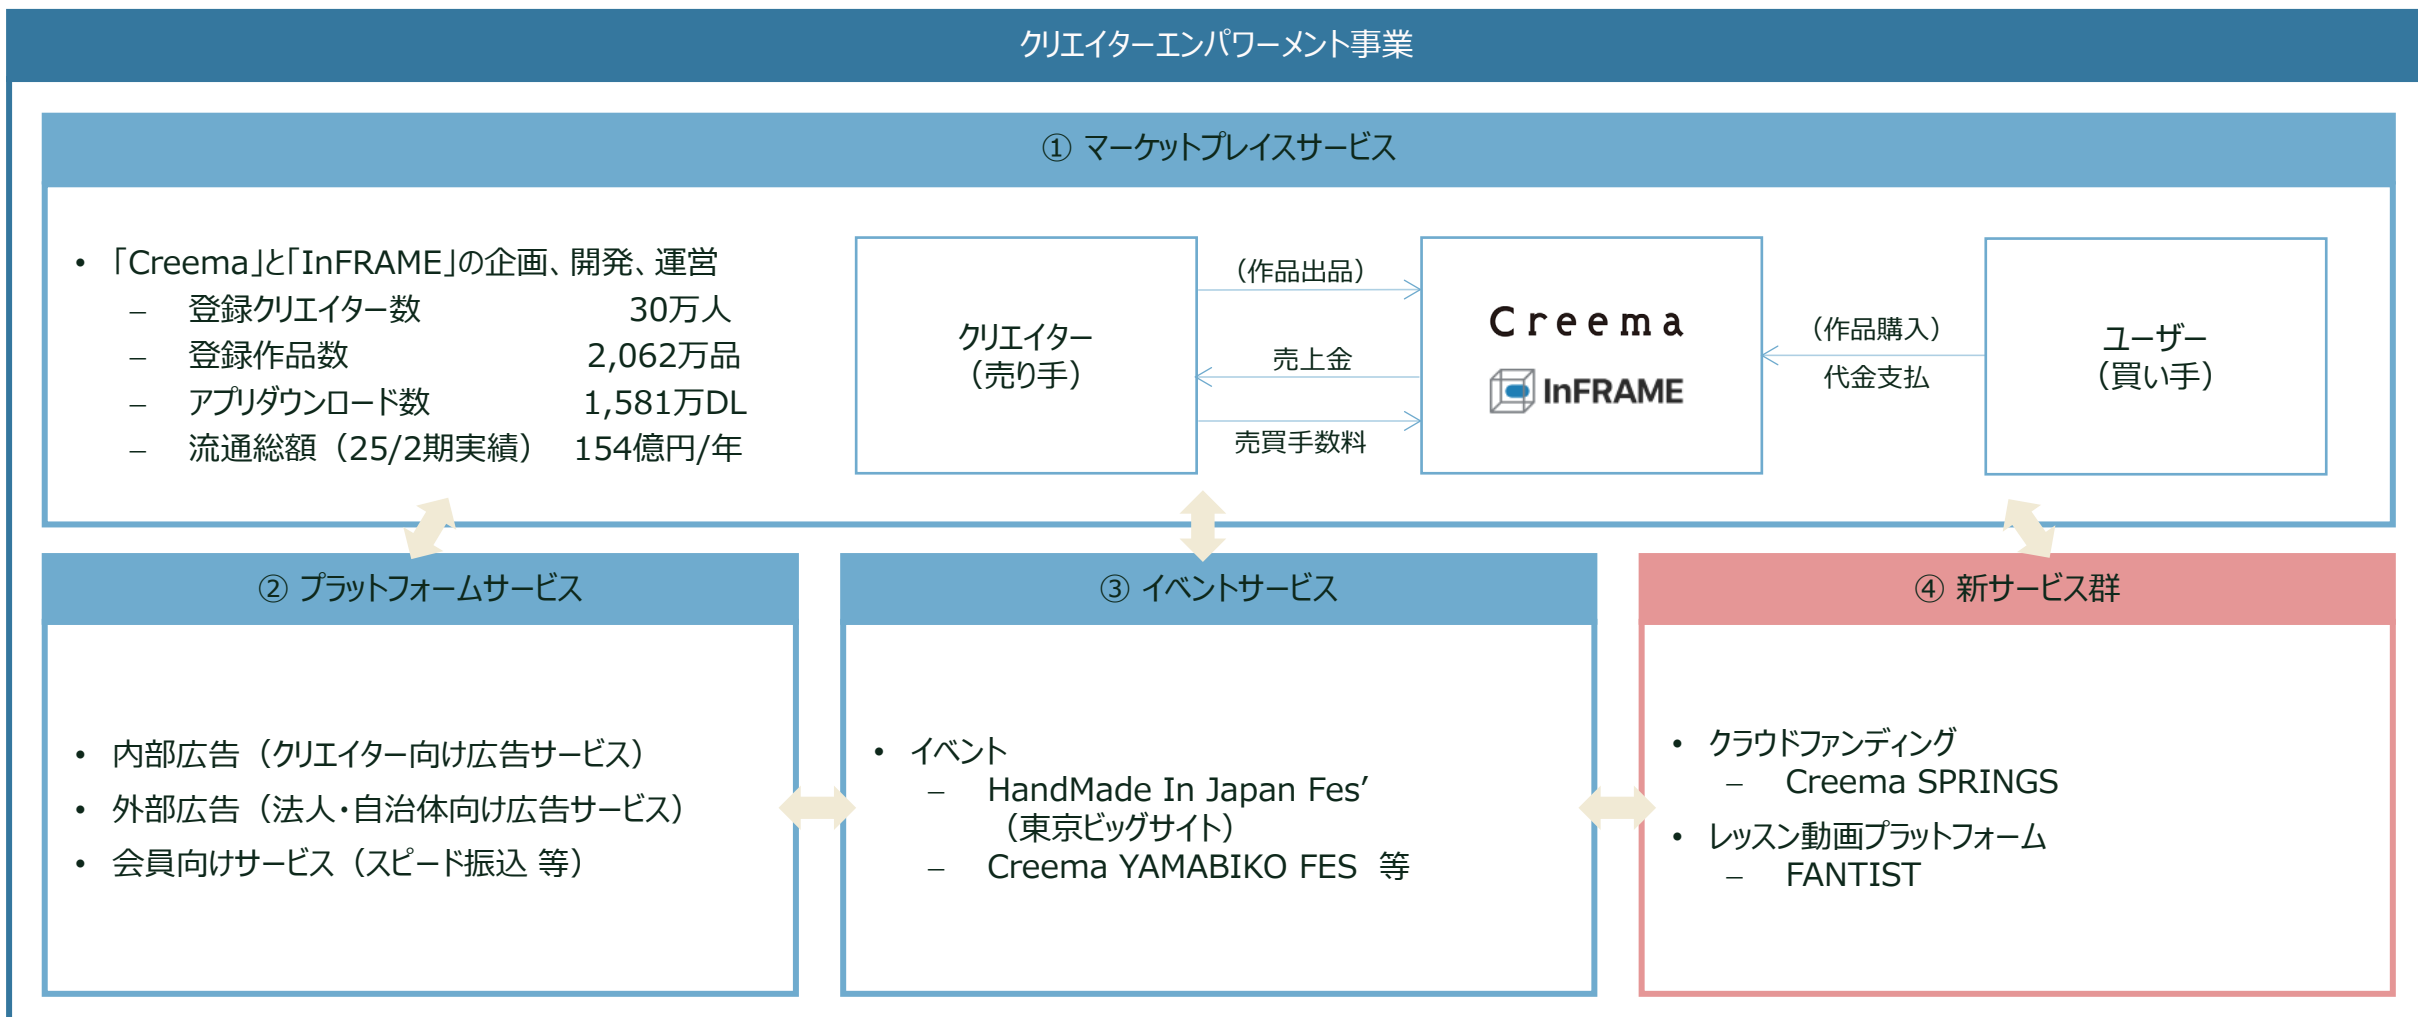 クリエイターエンパワーメント事業
① マーケットプレイスサービス
• 「Creema」と「InFRAME」の企画、開発、運営
– 登録クリエイター数 30万人
– 登録作品数 2,062万品
– アプリダウンロード数 1,581万DL
– 流通総額（25/2期実績） 154億円/年
クリエイター
（売り手）
（作品出品）
売上金
売買手数料
Creema
InFRAME
（作品購入）
代金支払
ユーザー
（買い手）
② プラットフォームサービス
• 内部広告（クリエイター向け広告サービス）
• 外部広告（法人・自治体向け広告サービス）
• 会員向けサービス（スピード振込 等）
③ イベントサービス
• イベント
– HandMade In Japan Fes’
（東京ビッグサイト）
– Creema YAMABIKO FES 等
④ 新サービス群
• クラウドファンディング
– Creema SPRINGS
• レッスン動画プラットフォーム
– FANTIST